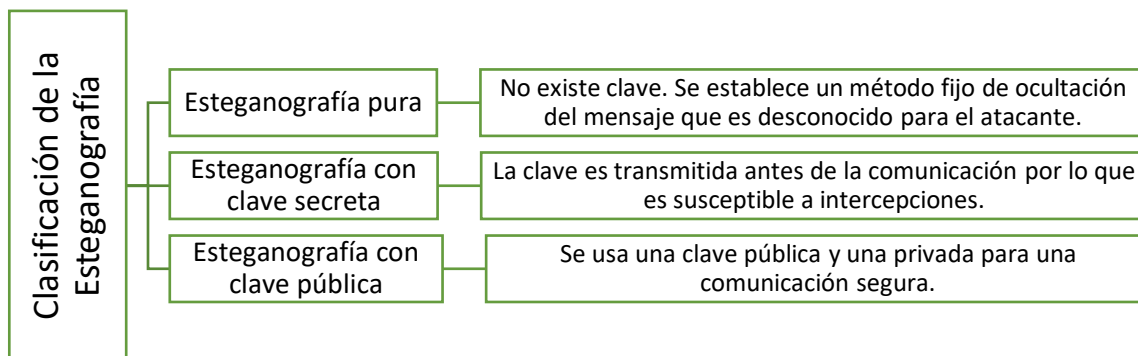 Clasificación de la
Esteganografía
Esteganografía pura
No existe clave. Se establece un método fijo de ocultación
del mensaje que es desconocido para el atacante.
Esteganografía con
clave secreta
La clave es transmitida antes de la comunicación por lo que
es susceptible a intercepciones.
Esteganografía con
clave pública
Se usa una clave pública y una privada para una
comunicación segura.